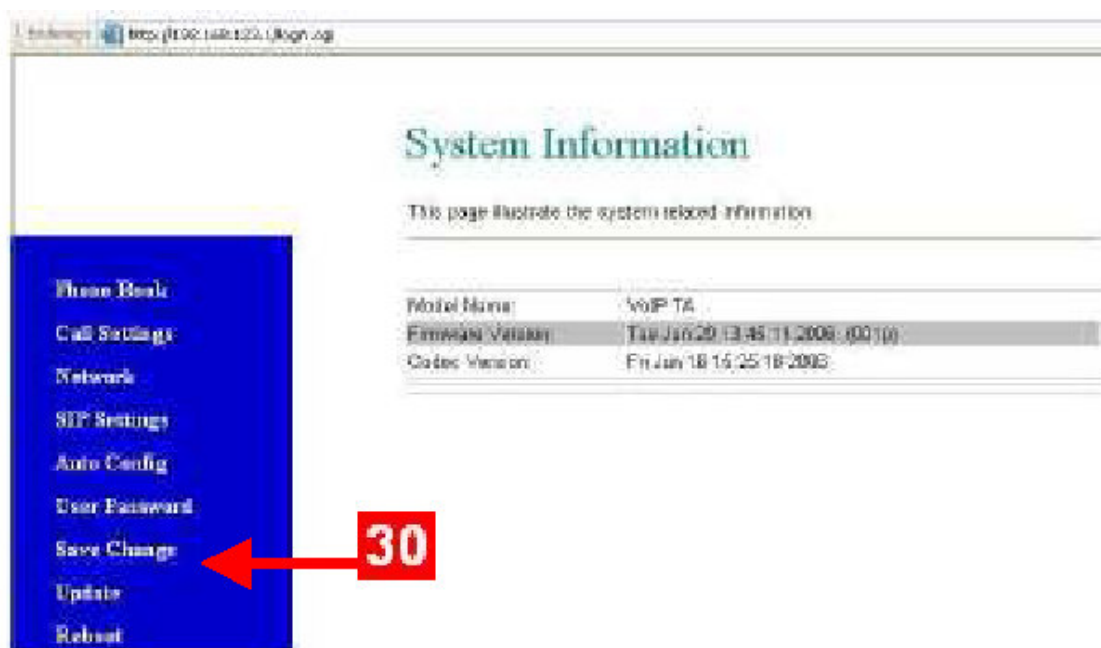 System Information
This page illustrate the system related information
Phone Book
Call Settings
Network
SIP Settings
Auto Config
User Password
Save Change
Update
Reboot
Model Name: VoIP TA
Firmware Version:
Codec Version:
30